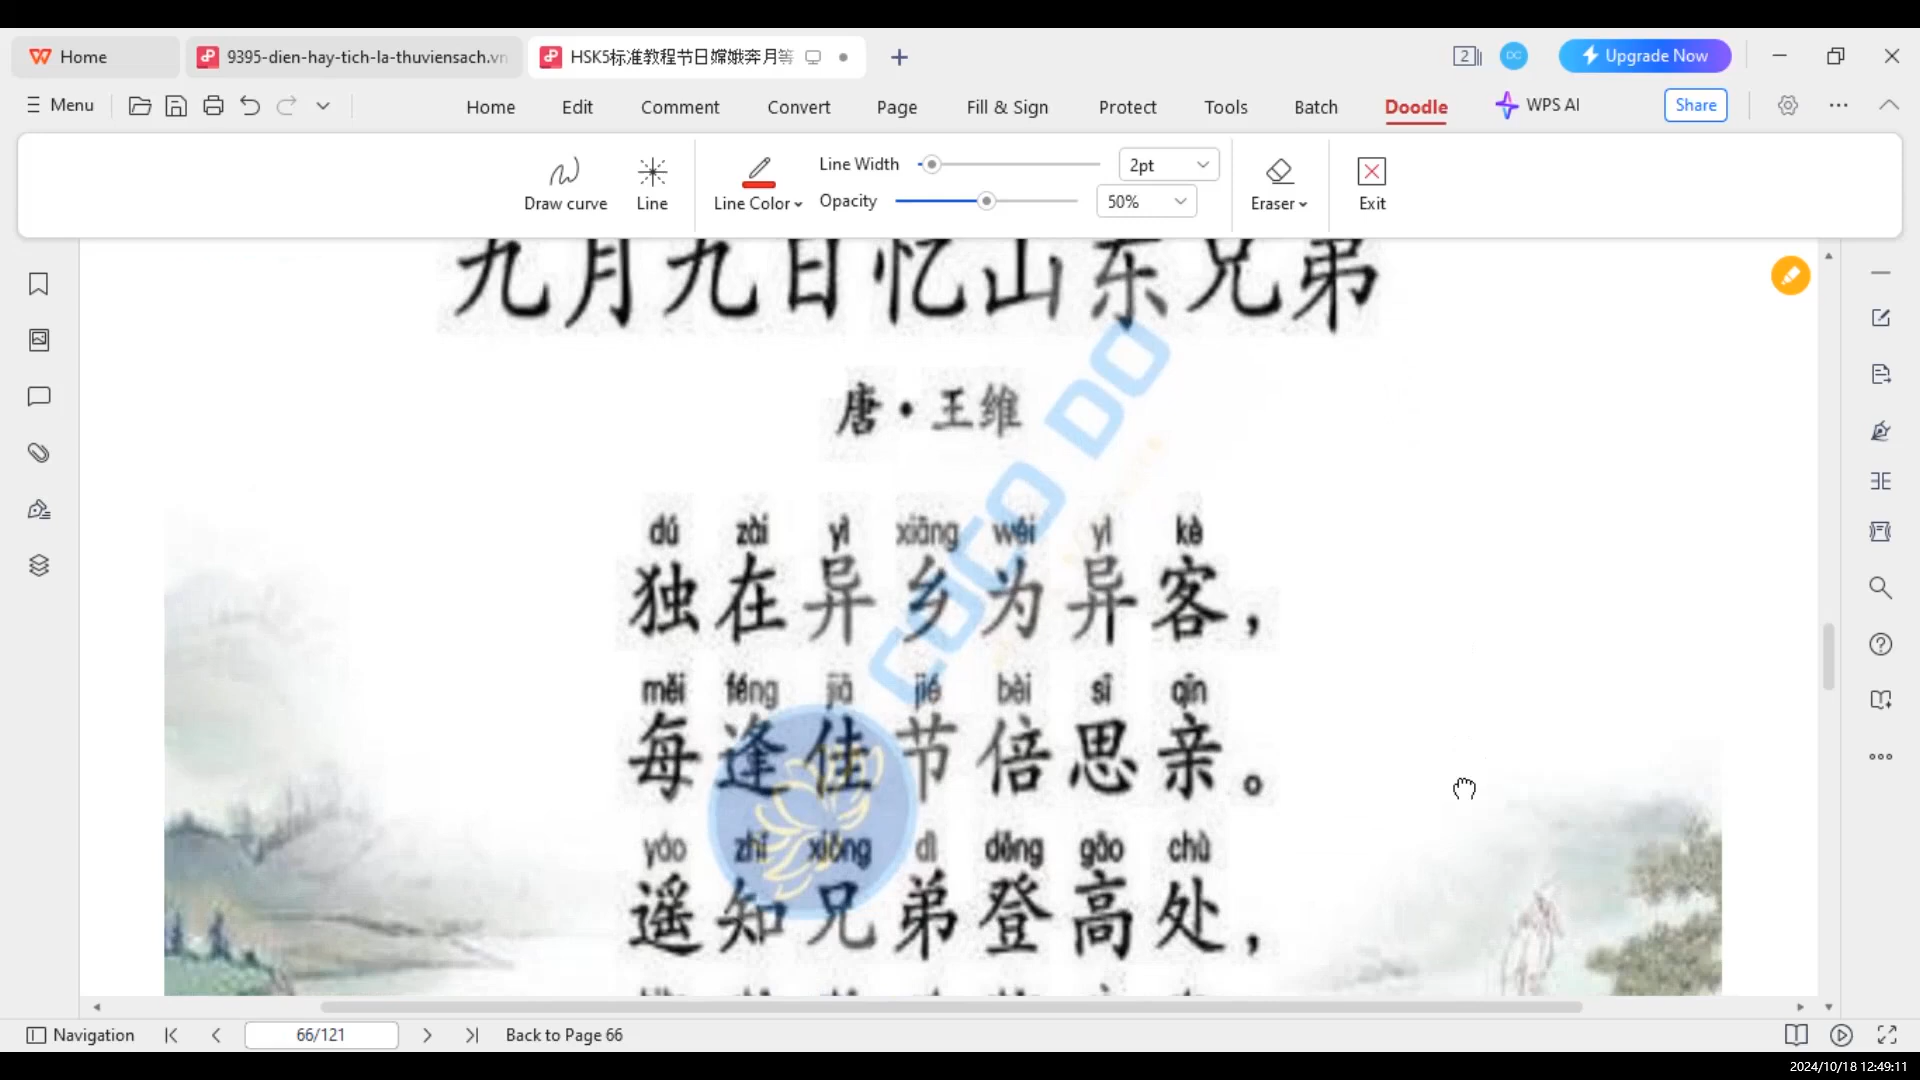 Home
9395-dien-hay-tich-la-thuviensach.vn
HSK5标准教程节日嫦娥奔月等
2
DC
Upgrade Now
Menu
Home Edit Comment Convert Page Fill & Sign Protect Tools Batch Doodle WPS AI
Share
Draw curve
Line
Line Color
Line Width
2pt
Opacity
50%
Eraser
Exit
九月九日忆山东兄弟
唐·王维
dú zài yì xiāng wéi yì kè
独在异乡为异客，
měi féng jiā jié bèi sī qīn
每逢佳节倍思亲。
yáo zhī xiōng dì dēng gāo chù
遥知兄弟登高处，
COCO DO
Navigation
66/121
Back to Page 66
2024/10/18 12:49:11